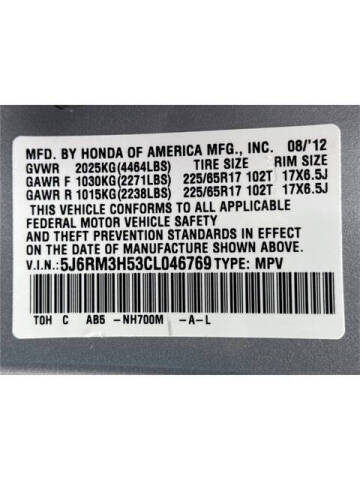 MFD. BY HONDA OF AMERICA MFG., INC. 08/'12
GVWR 2025KG(4464LBS) TIRE SIZE RIM SIZE
GAWR F 1030KG(2271LBS) 225/65R17 102T 17X6.5J
GAWR R 1015KG(2238LBS) 225/65R17 102T 17X6.5J
THIS VEHICLE CONFORMS TO ALL APPLICABLE
FEDERAL MOTOR VEHICLE SAFETY
AND THEFT PREVENTION STANDARDS IN EFFECT
ON THE DATE OF MANUFACTURE SHOWN ABOVE.
V.I.N.: 5J6RM3H53CL046769 TYPE: MPV
TOH C AB5 -NH700M -A-L